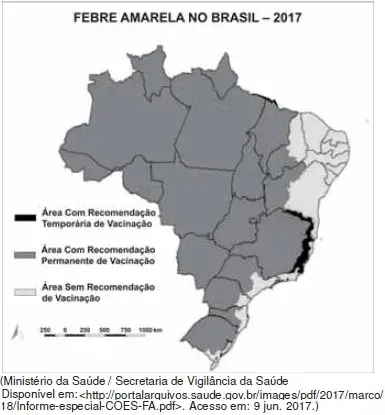 FEBRE AMARELA NO BRASIL – 2017
Área Com Recomendação
Temporária de Vacinação
Área Com Recomendação
Permanente de Vacinação
Área Sem Recomendação
de Vacinação
250 0 250 500 750 1000 km
(Ministério da Saúde / Secretaria de Vigilância da Saúde
Disponível em: <http://portalarquivos.saude.gov.br/images/pdf/2017/marco/
18/Informe-especial-COES-FA.pdf>. Acesso em: 9 jun. 2017.)